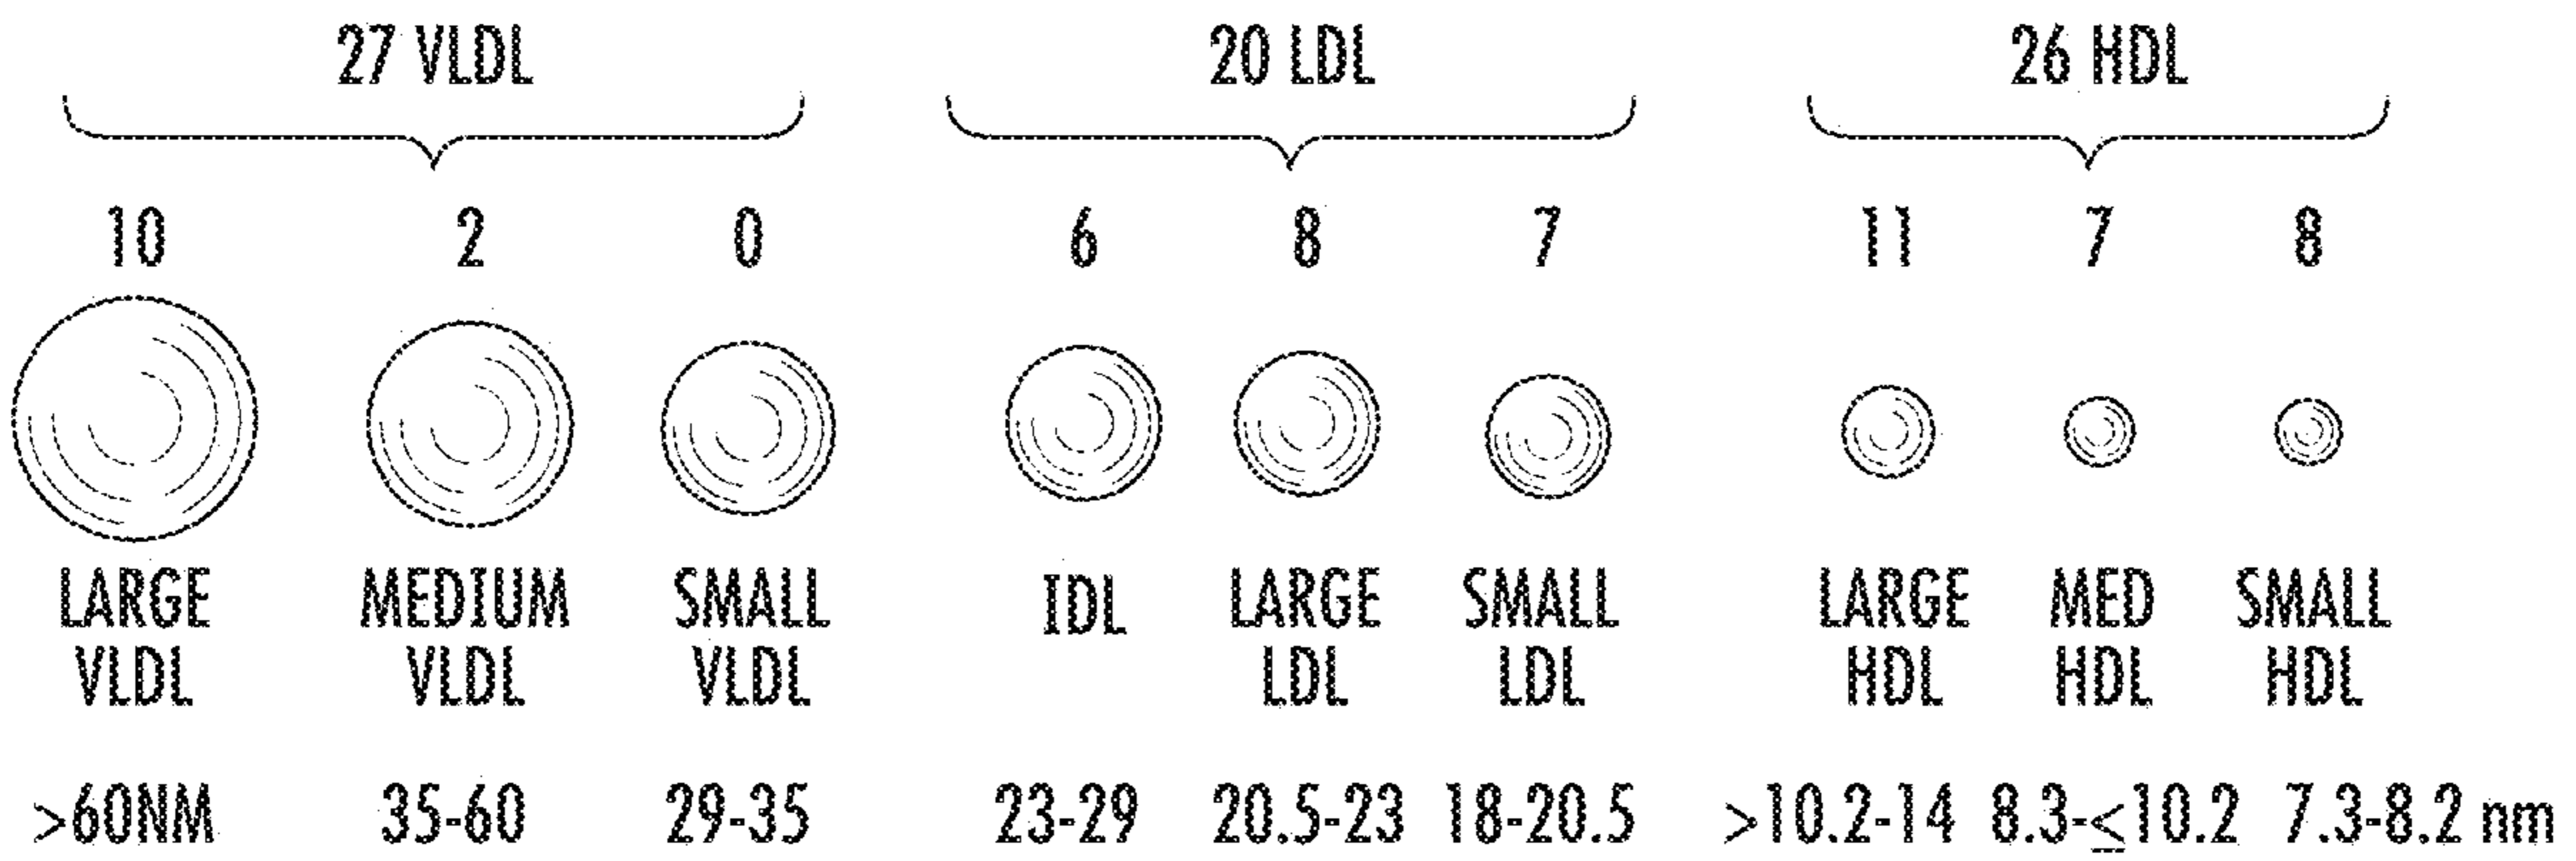 27 VLDL 20 LDL 26 HDL
10 2 0 6 8 7 11 7 8
LARGE MEDIUM SMALL IDL LARGE SMALL LARGE MED SMALL
VLDL VLDL VLDL LDL LDL HDL HDL HDL
>60NM 35-60 29-35 23-29 20.5-23 18-20.5 >10.2-14 8.3-≤10.2 7.3-8.2 nm